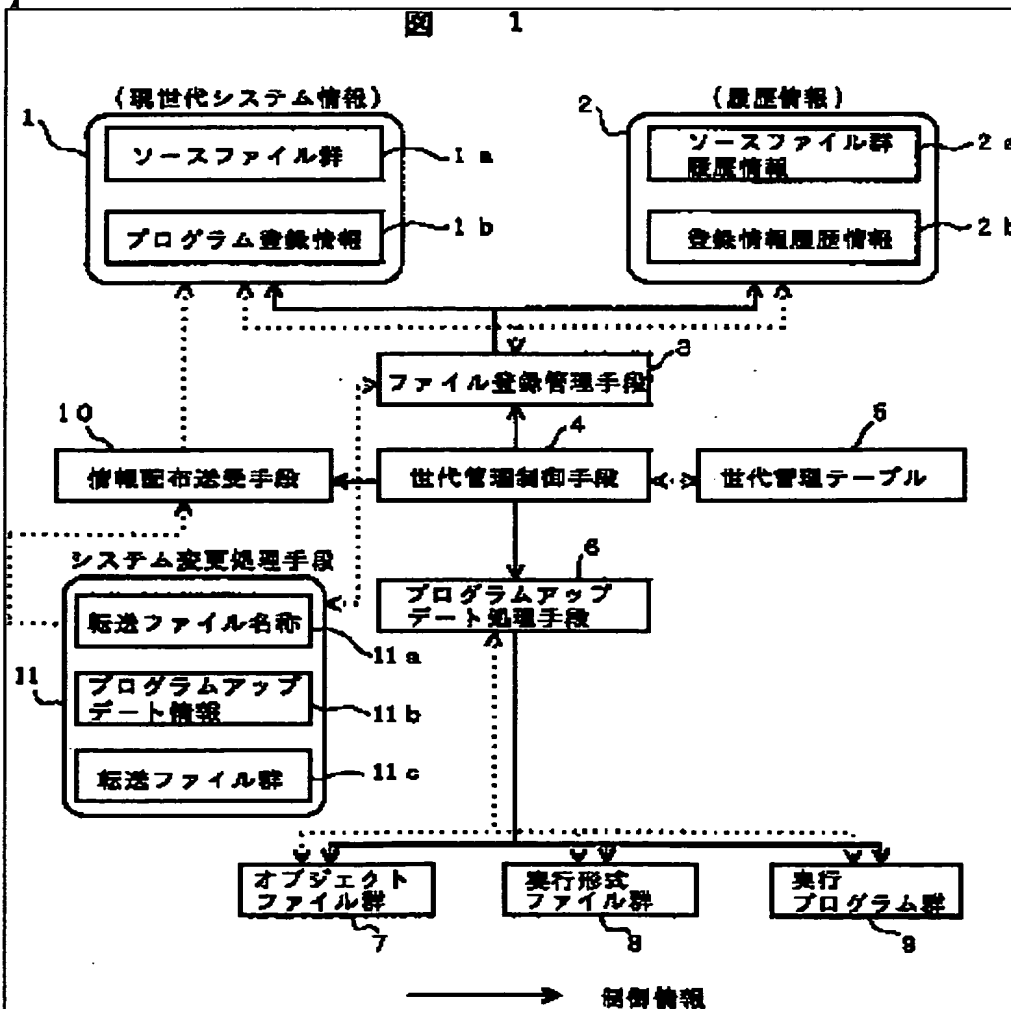 図 1
(現世代システム情報)
1
ソースファイル群
1a
プログラム登録情報
1b
(履歴情報)
2
ソースファイル群
履歴情報
2a
登録情報履歴情報
2b
ファイル登録管理手段
3
10
情報配布送受手段
4
世代管理制御手段
5
世代管理テーブル
システム変更処理手段
11
転送ファイル名称
11a
プログラムアップ
デート情報
11b
転送ファイル群
11c
6
プログラムアップ
デート処理手段
オブジェクト
ファイル群
7
実行形式
ファイル群
8
実行
プログラム群
9
制御情報